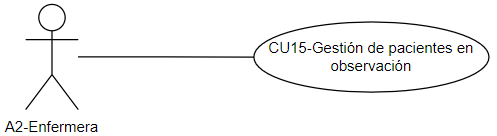 CU15-Gestión de pacientes en
observación
A2-Enfermera